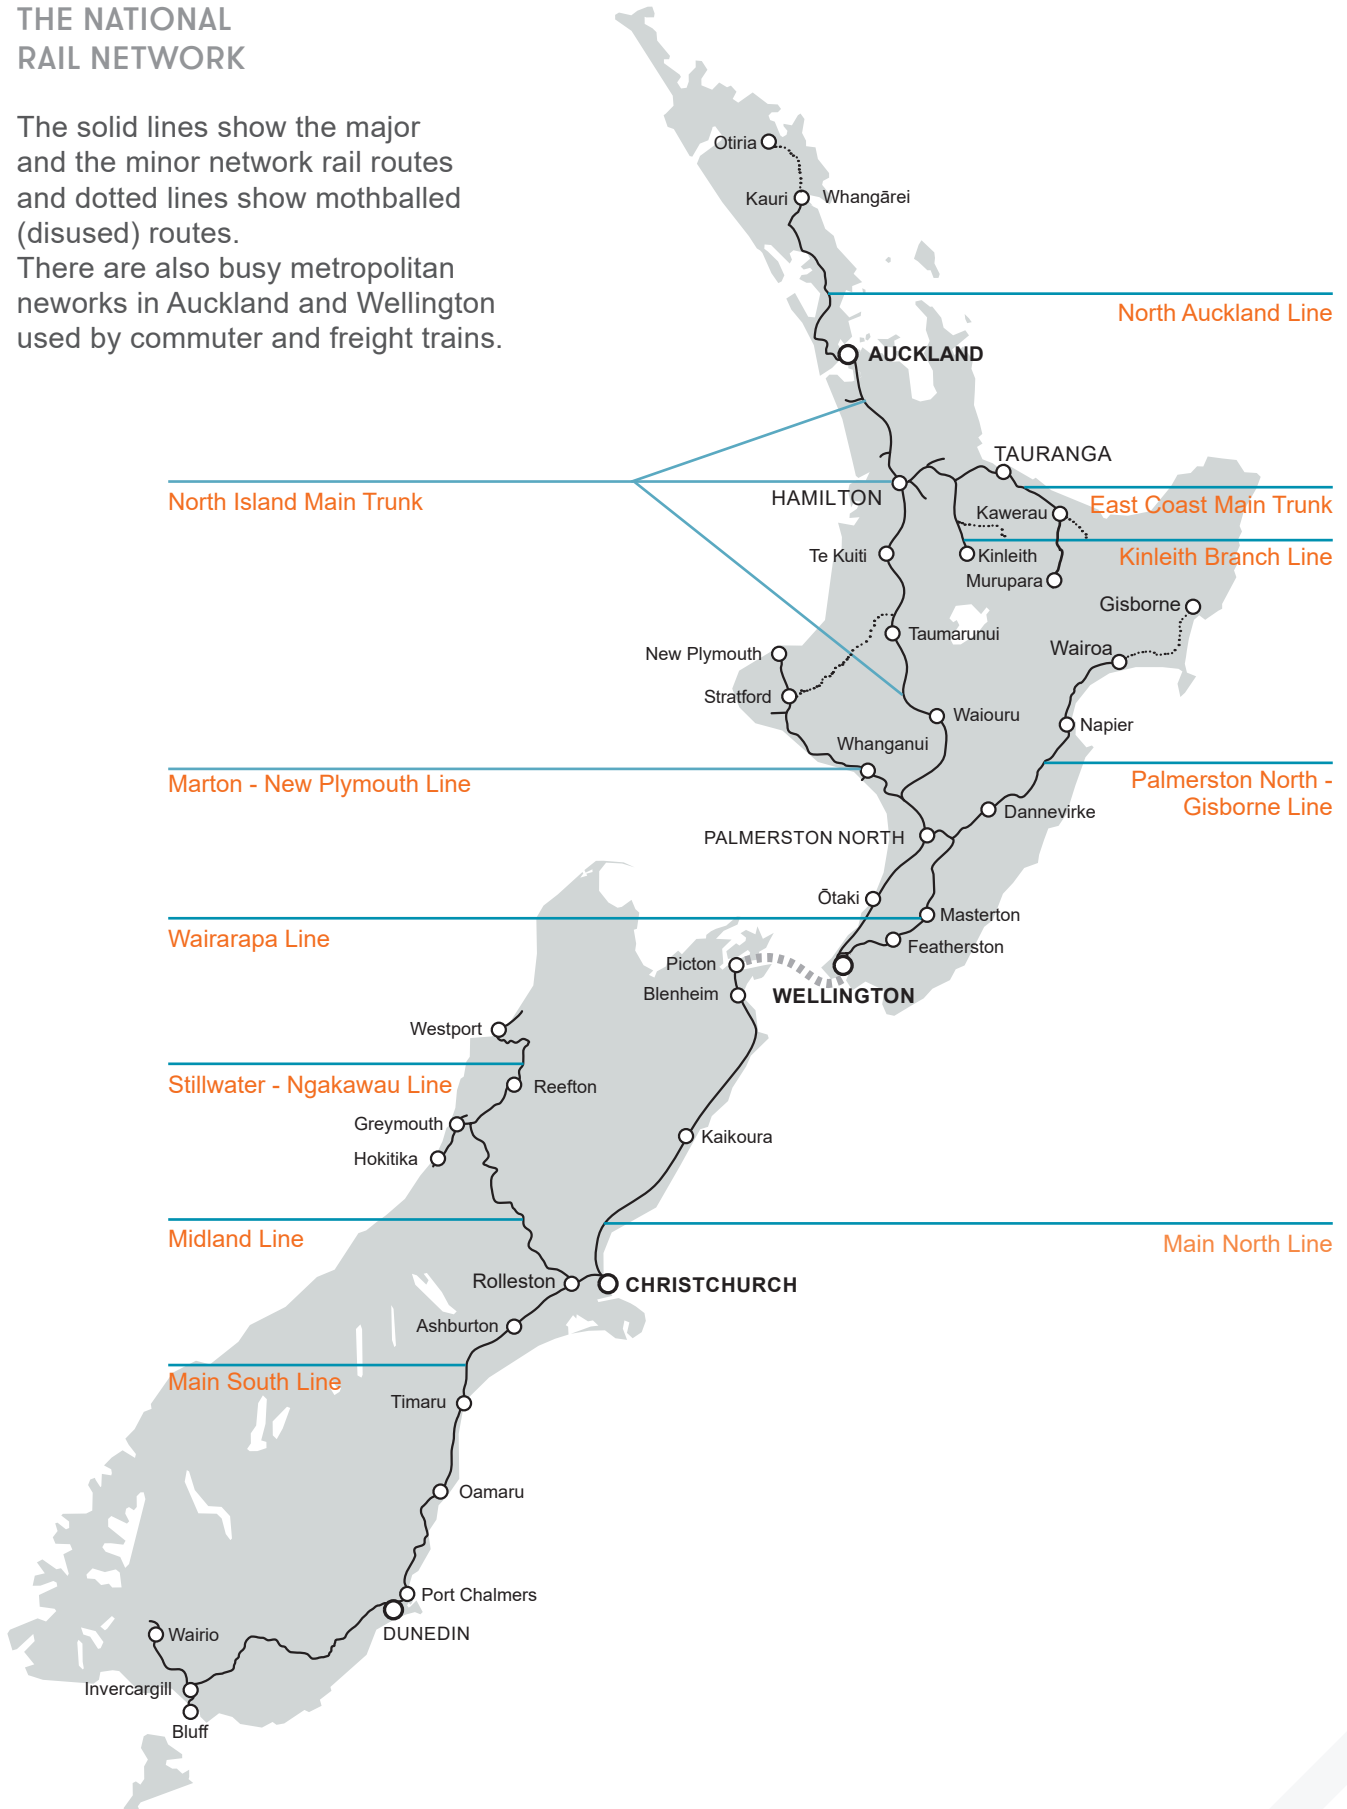 THE NATIONAL
RAIL NETWORK
The solid lines show the major
and the minor network rail routes
and dotted lines show mothballed
(disused) routes.
There are also busy metropolitan
neworks in Auckland and Wellington
used by commuter and freight trains.
Otiria
Kauri
Whangārei
North Auckland Line
AUCKLAND
TAURANGA
North Island Main Trunk
HAMILTON
East Coast Main Trunk
Kawerau
Te Kuiti
Kinleith
Kinleith Branch Line
Murupara
Gisborne
Taumarunui
Wairoa
New Plymouth
Stratford
Waiouru
Napier
Whanganui
Marton - New Plymouth Line
Palmerston North -
Gisborne Line
Dannevirke
PALMERSTON NORTH
Ōtaki
Masterton
Wairarapa Line
Featherston
Picton
Blenheim
WELLINGTON
Westport
Stillwater - Ngakawau Line
Reefton
Greymouth
Kaikoura
Hokitika
Midland Line
Main North Line
Rolleston
CHRISTCHURCH
Ashburton
Main South Line
Timaru
Oamaru
Port Chalmers
DUNEDIN
Wairio
Invercargill
Bluff